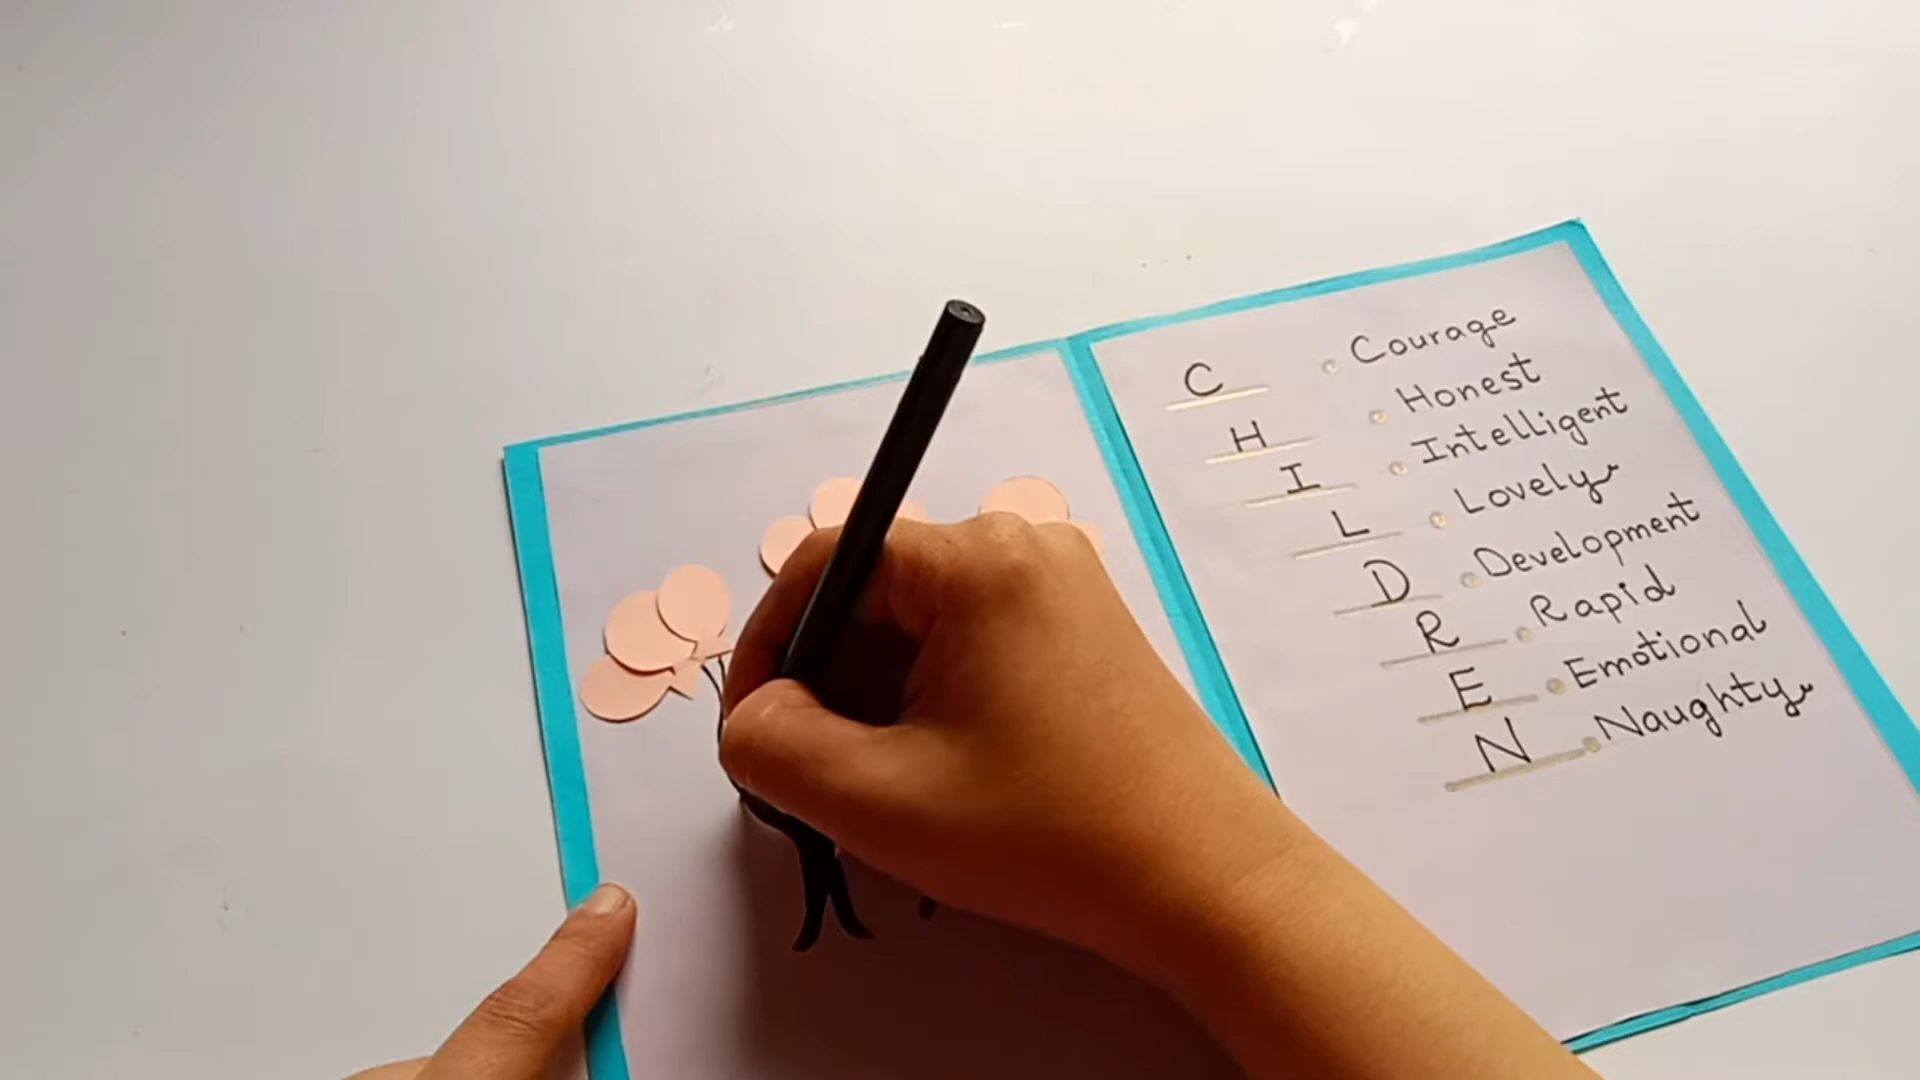 C Courage
H Honest
I Intelligent
L Lovely
D Development
R Rapid
E Emotional
N Naughty